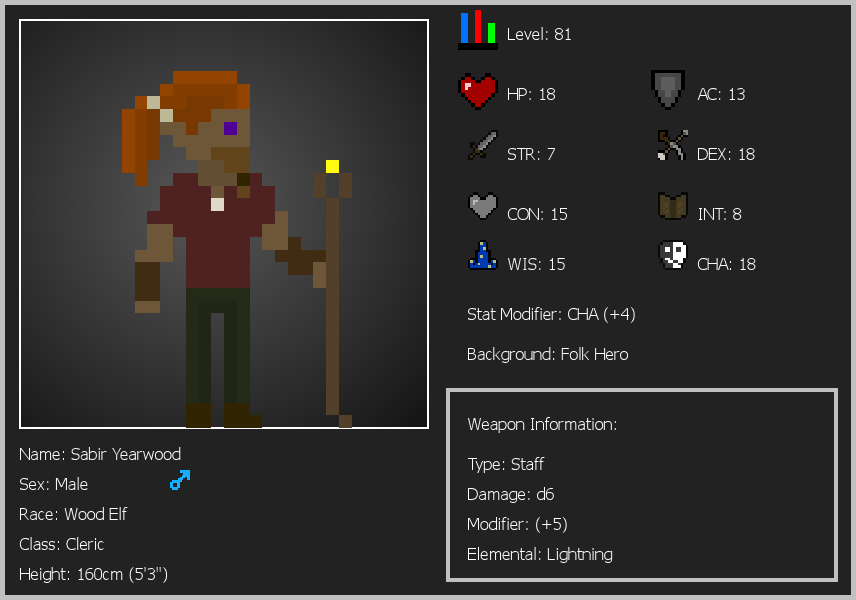 Level: 81
HP: 18
AC: 13
STR: 7
DEX: 18
CON: 15
INT: 8
WIS: 15
CHA: 18
Stat Modifier: CHA (+4)
Background: Folk Hero
Weapon Information:
Type: Staff
Damage: d6
Modifier: (+5)
Elemental: Lightning
Name: Sabir Yearwood
Sex: Male
Race: Wood Elf
Class: Cleric
Height: 160cm (5'3")